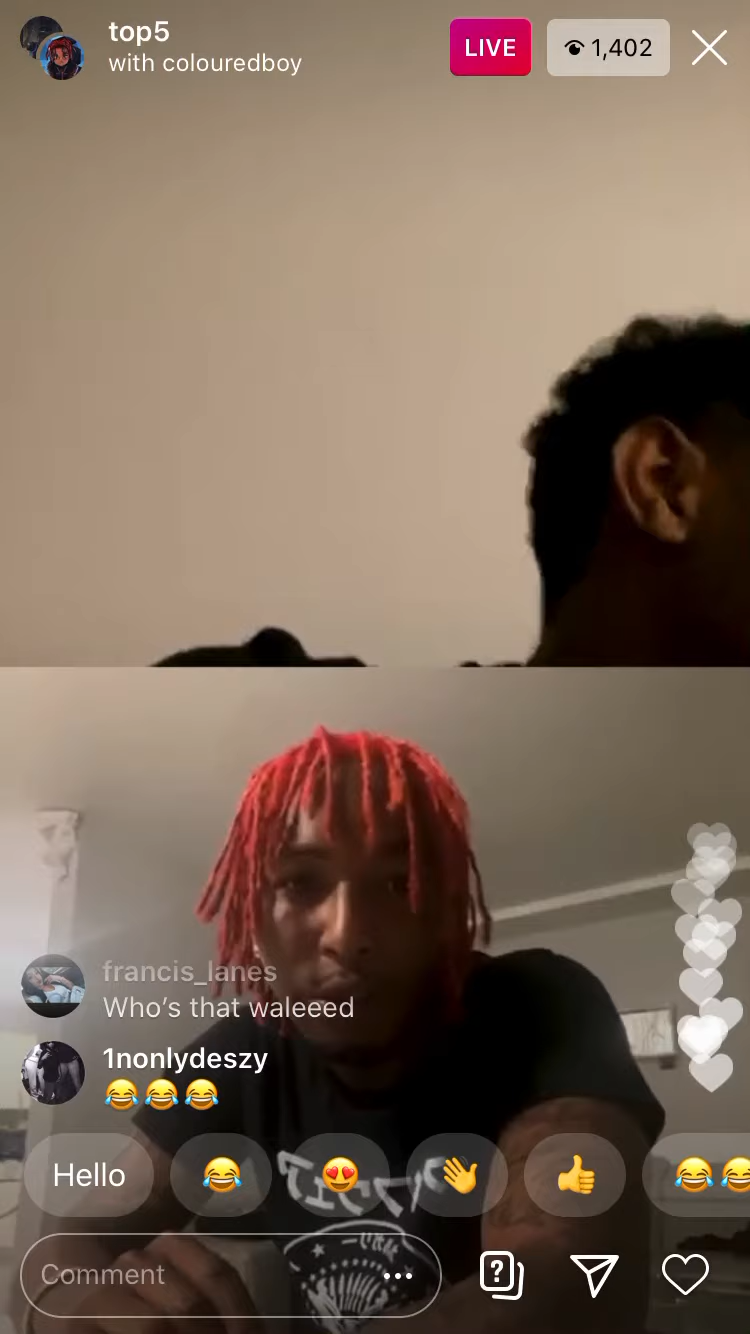 top5
with colouredboy
LIVE
1,402
francis_lanes
Who's that waleeed
1nonlydeszy
😂😂😂
Hello 😂 😍 👋 👍 😂😂
Comment